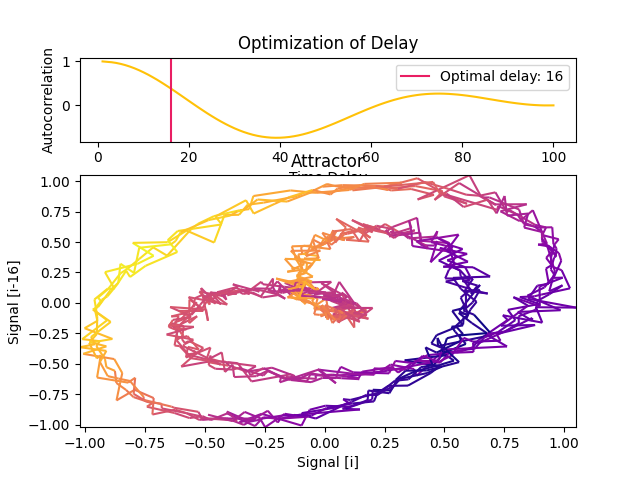 Optimization of Delay
Autocorrelation
1
0
Optimal delay: 16
0 20 40 60 80 100
Attractor
Signal [i-16]
1.00
0.75
0.50
0.25
0.00
−0.25
−0.50
−0.75
−1.00
−1.00 −0.75 −0.50 −0.25 0.00 0.25 0.50 0.75 1.00
Signal [i]